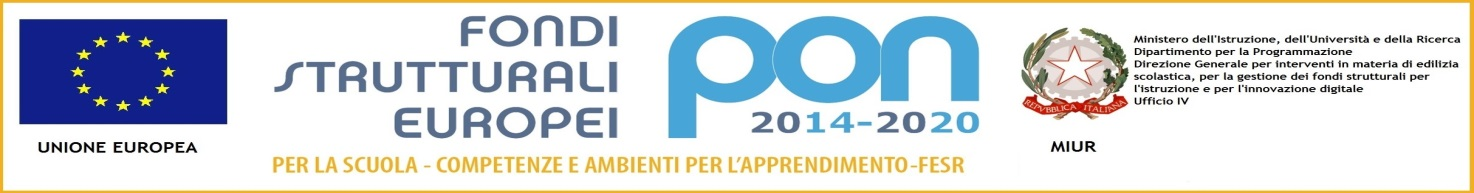 UNIONE EUROPEA
FONDI
STRUTTURALI
EUROPEI
pon
2014-2020
PER LA SCUOLA - COMPETENZE E AMBIENTI PER L'APPRENDIMENTO-FESR
REPVBBLICA ITALIANA
MIUR
Ministero dell'Istruzione, dell'Università e della Ricerca
Dipartimento per la Programmazione
Direzione Generale per interventi in materia di edilizia
scolastica, per la gestione dei fondi strutturali per
l'istruzione e per l'innovazione digitale
Ufficio IV